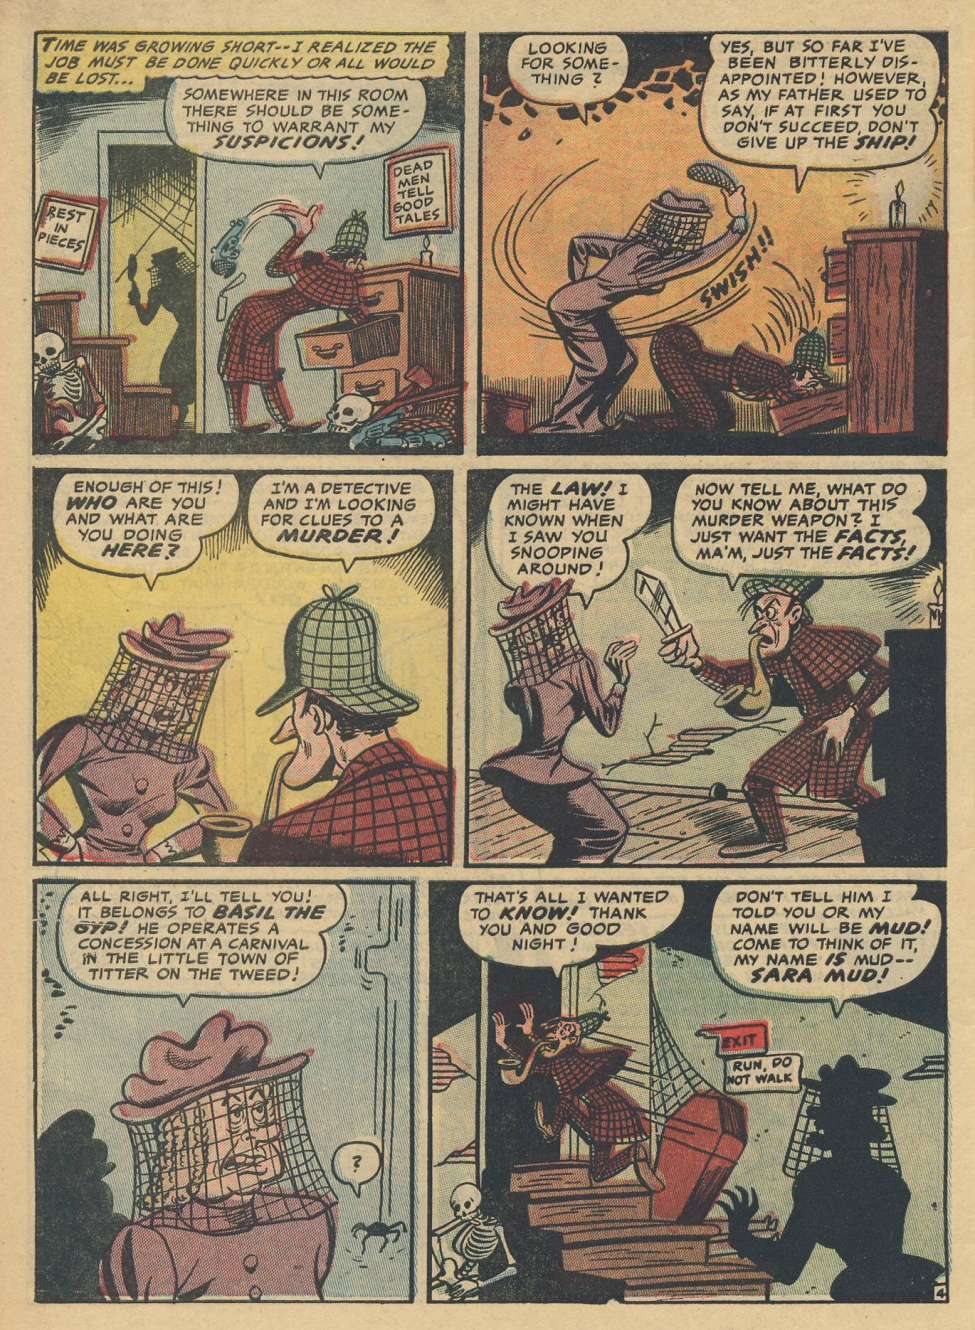 TIME WAS GROWING SHORT--I REALIZED THE
JOB MUST BE DONE QUICKLY OR ALL WOULD
BE LOST...
SOMEWHERE IN THIS ROOM
THERE SHOULD BE SOME-
THING TO WARRANT MY
SUSPICIONS!
REST
IN
PIECES
DEAD
MEN
TELL
GOOD
TALES
LOOKING
FOR SOME-
THING?
YES, BUT SO FAR I'VE
BEEN BITTERLY DIS-
APPOINTED! HOWEVER,
AS MY FATHER USED TO
SAY, IF AT FIRST YOU
DON'T SUCCEED, DON'T
GIVE UP THE SHIP!
SWISH!!
ENOUGH OF THIS!
WHO ARE YOU
AND WHAT ARE
YOU DOING
HERE?
I'M A DETECTIVE
AND I'M LOOKING
FOR CLUES TO A
MURDER!
THE LAW! I
MIGHT HAVE
KNOWN WHEN
I SAW YOU
SNOOPING
AROUND!
NOW TELL ME, WHAT DO
YOU KNOW ABOUT THIS
MURDER WEAPON? I
JUST WANT THE FACTS,
MA'M, JUST THE FACTS!
ALL RIGHT, I'LL TELL YOU!
IT BELONGS TO BASIL THE
GYP! HE OPERATES A
CONCESSION AT A CARNIVAL
IN THE LITTLE TOWN OF
TITTER ON THE TWEED!
?
THAT'S ALL I WANTED
TO KNOW! THANK
YOU AND GOOD
NIGHT!
DON'T TELL HIM I
TOLD YOU OR MY
NAME WILL BE MUD!
COME TO THINK OF IT,
MY NAME IS MUD--
SARA MUD!
EXIT
RUN, DO
NOT WALK
4